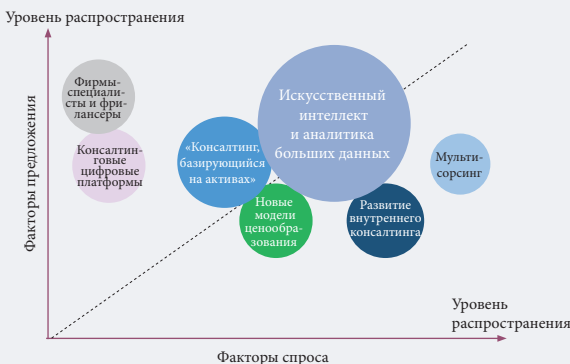 Уровень распространения
Факторы предложения
Фирмы-
специали-
сты и фри-
лансеры
Консалтин-
говые
цифровые
платформы
«Консалтинг,
базирующийся
на активах»
Искусственный
интеллект
и аналитика
больших данных
Мульти-
сорсинг
Новые
модели
ценообра-
зования
Развитие
внутреннего
консалтинга
Уровень
распространения
Факторы спроса